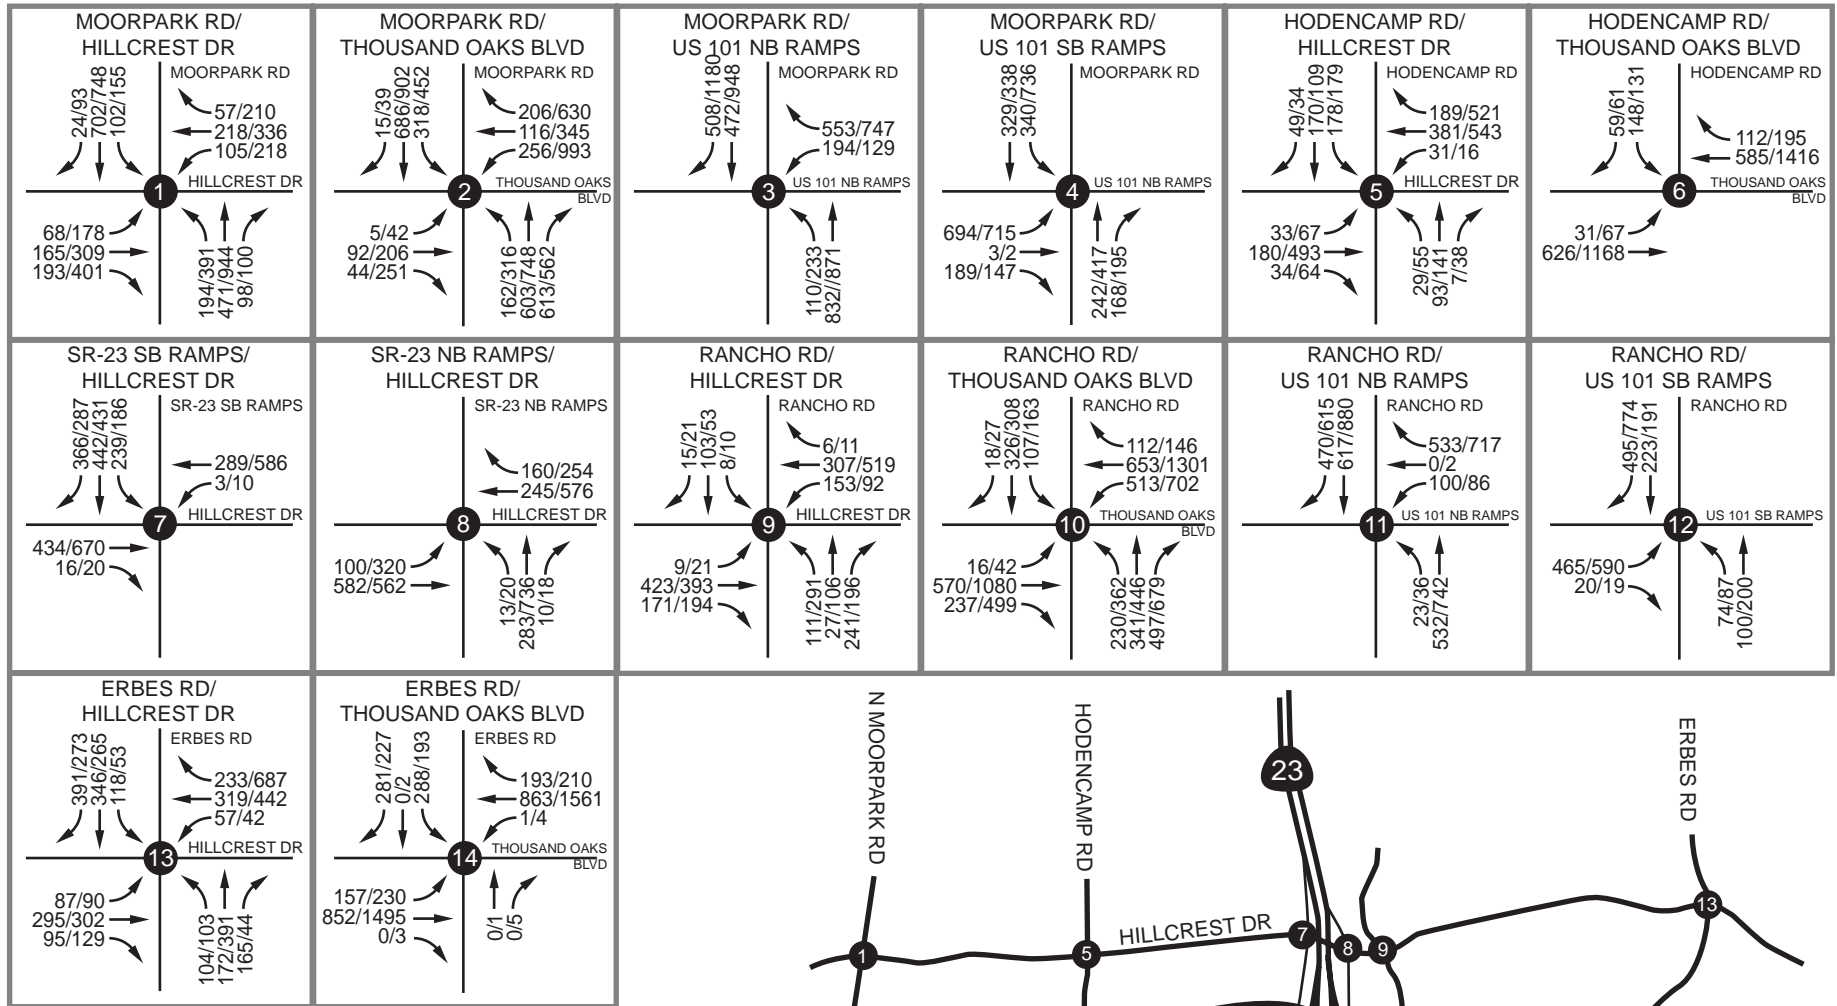 MOORPARK RD/
HILLCREST DR
MOORPARK RD
24/93
702/748
102/155
57/210
218/336
105/218
1
HILLCREST DR
68/178
165/309
193/401
194/391
471/944
98/100
MOORPARK RD/
THOUSAND OAKS BLVD
MOORPARK RD
15/39
686/902
318/452
206/630
116/345
256/993
2
THOUSAND OAKS
BLVD
5/42
92/206
44/251
162/316
603/748
613/562
MOORPARK RD/
US 101 NB RAMPS
MOORPARK RD
508/1180
472/948
553/747
194/129
3
US 101 NB RAMPS
110/233
832//871
MOORPARK RD/
US 101 SB RAMPS
MOORPARK RD
329/338
340/736
4
US 101 NB RAMPS
694/715
3/2
189/147
242/417
168/195
HODENCAMP RD/
HILLCREST DR
HODENCAMP RD
49/34
170/109
178/179
189/521
381/543
31/16
5
HILLCREST DR
33/67
180/493
34/64
29/55
93/141
7/38
HODENCAMP RD/
THOUSAND OAKS BLVD
HODENCAMP RD
59/61
148/131
112/195
585/1416
6
THOUSAND OAKS
BLVD
31/67
626/1168
SR-23 SB RAMPS/
HILLCREST DR
SR-23 SB RAMPS
366/287
442/431
239/186
289/586
3/10
7
HILLCREST DR
434/670
16/20
SR-23 NB RAMPS/
HILLCREST DR
SR-23 NB RAMPS
160/254
245/576
8
HILLCREST DR
100/320
582/562
13/20
283/736
10/18
RANCHO RD/
HILLCREST DR
RANCHO RD
15/21
103/53
8/10
6/11
307/519
153/92
9
HILLCREST DR
9/21
423/393
171/194
111/291
27/106
241/196
RANCHO RD/
THOUSAND OAKS BLVD
RANCHO RD
18/27
326/308
107/163
112/146
653/1301
513/702
10
THOUSAND OAKS
BLVD
16/42
570/1080
237/499
230/362
341/446
497/679
RANCHO RD/
US 101 NB RAMPS
RANCHO RD
470/615
617/880
533/717
0/2
100/86
11
US 101 NB RAMPS
23/36
532/742
RANCHO RD/
US 101 SB RAMPS
RANCHO RD
495/774
223/191
12
US 101 SB RAMPS
465/590
20/19
74/87
100/200
ERBES RD/
HILLCREST DR
ERBES RD
391/273
346/265
118/53
233/687
319/442
57/42
13
HILLCREST DR
87/90
295/302
95/129
104/103
172/391
165/44
ERBES RD/
THOUSAND OAKS BLVD
ERBES RD
281/227
0/2
288/193
193/210
863/1561
1/4
14
THOUSAND OAKS
BLVD
157/230
852/1495
0/3
0/1
0/5
N MOORPARK RD
HODENCAMP RD
23
ERBES RD
HILLCREST DR
1
5
7
8
9
13